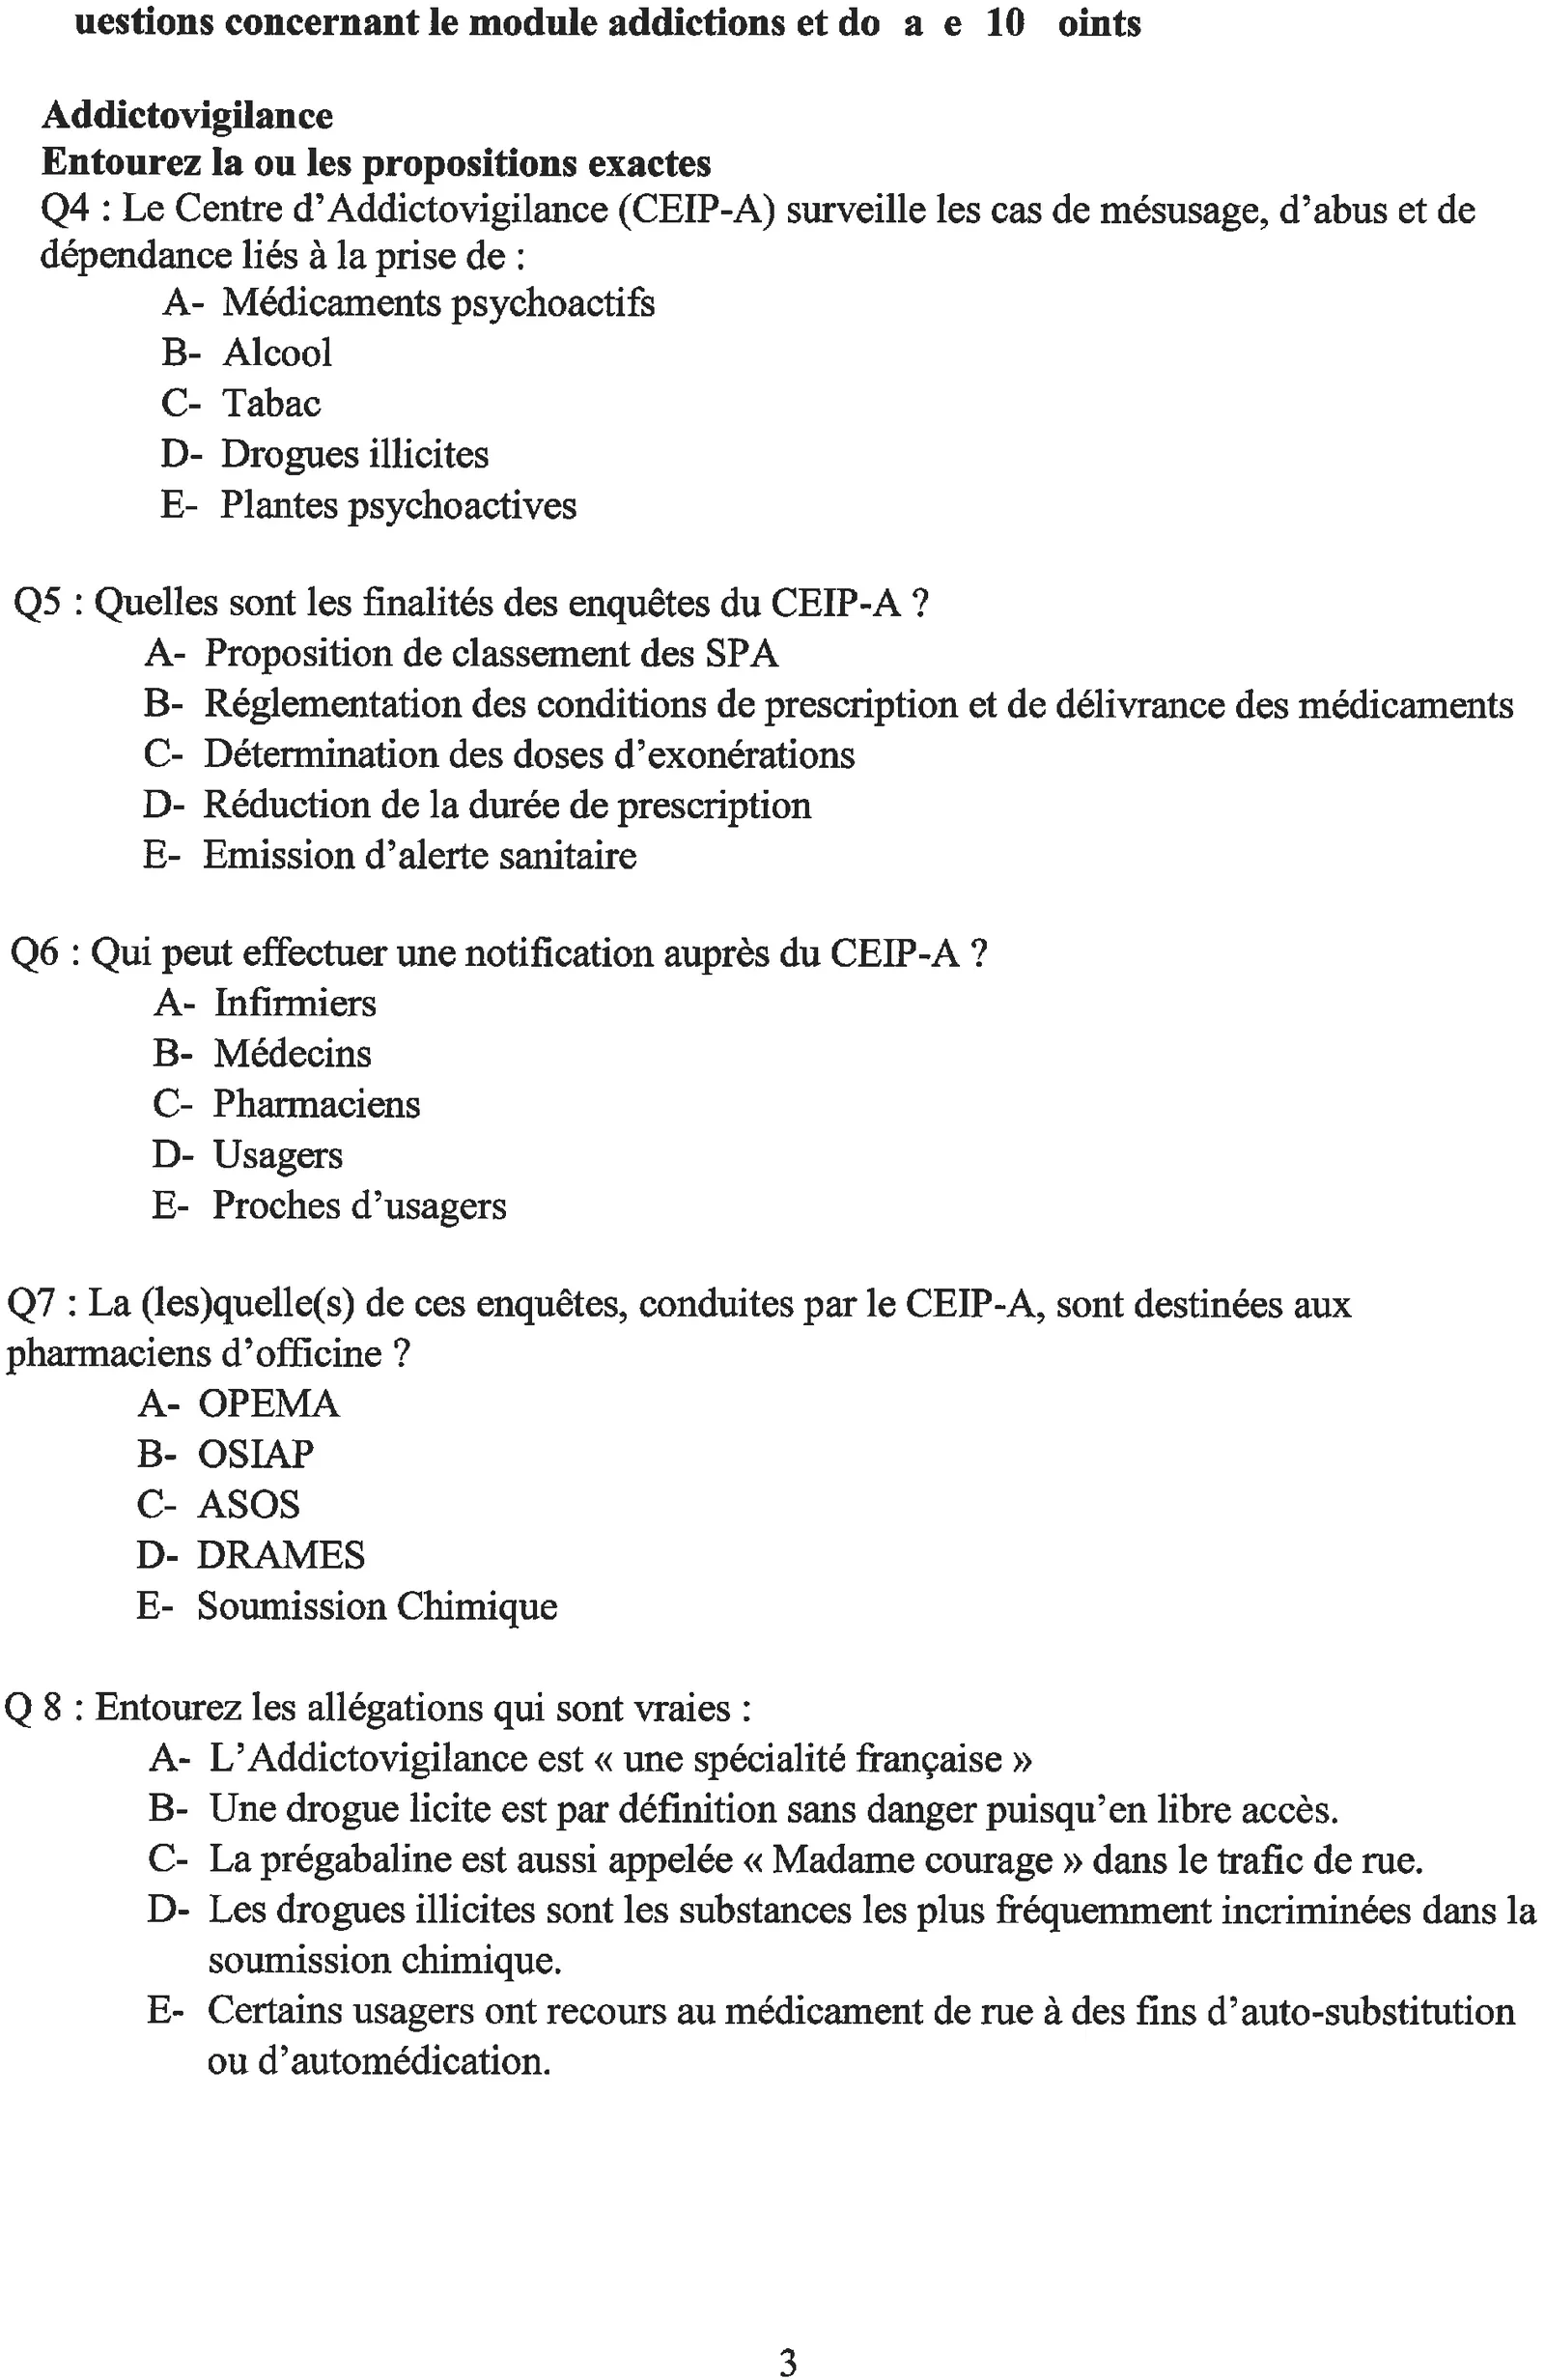 uestions concernant le module addictions et do a e 10 oints
Addictovigilance
Entourez la ou les propositions exactes
Q4 : Le Centre d'Addictovigilance (CEIP-A) surveille les cas de mésusage, d'abus et de
dépendance liés à la prise de :
A- Médicaments psychoactifs
B- Alcool
C- Tabac
D- Drogues illicites
E- Plantes psychoactives
Q5 : Quelles sont les finalités des enquêtes du CEIP-A ?
A- Proposition de classement des SPA
B- Réglementation des conditions de prescription et de délivrance des médicaments
C- Détermination des doses d'exonérations
D- Réduction de la durée de prescription
E- Emission d'alerte sanitaire
Q6 : Qui peut effectuer une notification auprès du CEIP-A ?
A- Infirmiers
B- Médecins
C- Pharmaciens
D- Usagers
E- Proches d'usagers
Q7 : La (les)quelle(s) de ces enquêtes, conduites par le CEIP-A, sont destinées aux
pharmaciens d'officine ?
A- OPEMA
B- OSIAP
C- ASOS
D- DRAMES
E- Soumission Chimique
Q 8 : Entourez les allégations qui sont vraies :
A- L'Addictovigilance est « une spécialité française »
B- Une drogue licite est par définition sans danger puisqu'en libre accès.
C- La prégabaline est aussi appelée « Madame courage » dans le trafic de rue.
D- Les drogues illicites sont les substances les plus fréquemment incriminées dans la
soumission chimique.
E- Certains usagers ont recours au médicament de rue à des fins d'auto-substitution
ou d'automédication.
3